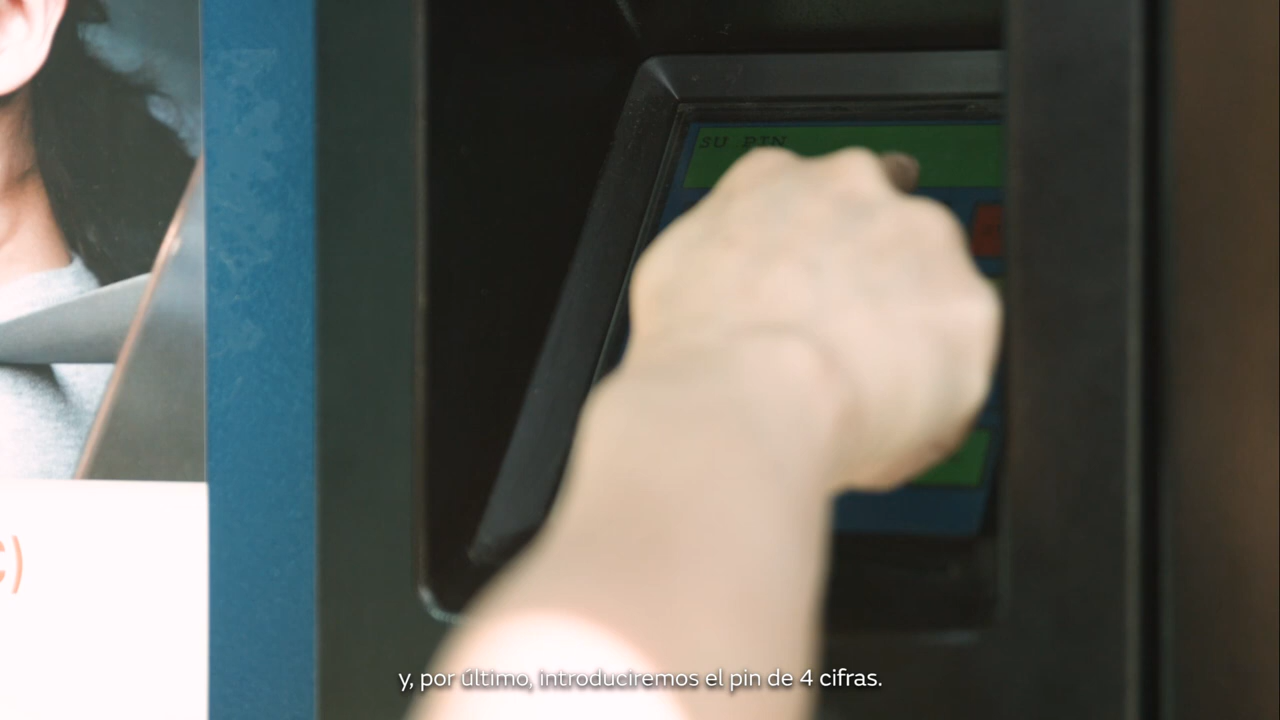 SU PIN
y, por último, introduciremos el pin de 4 cifras.